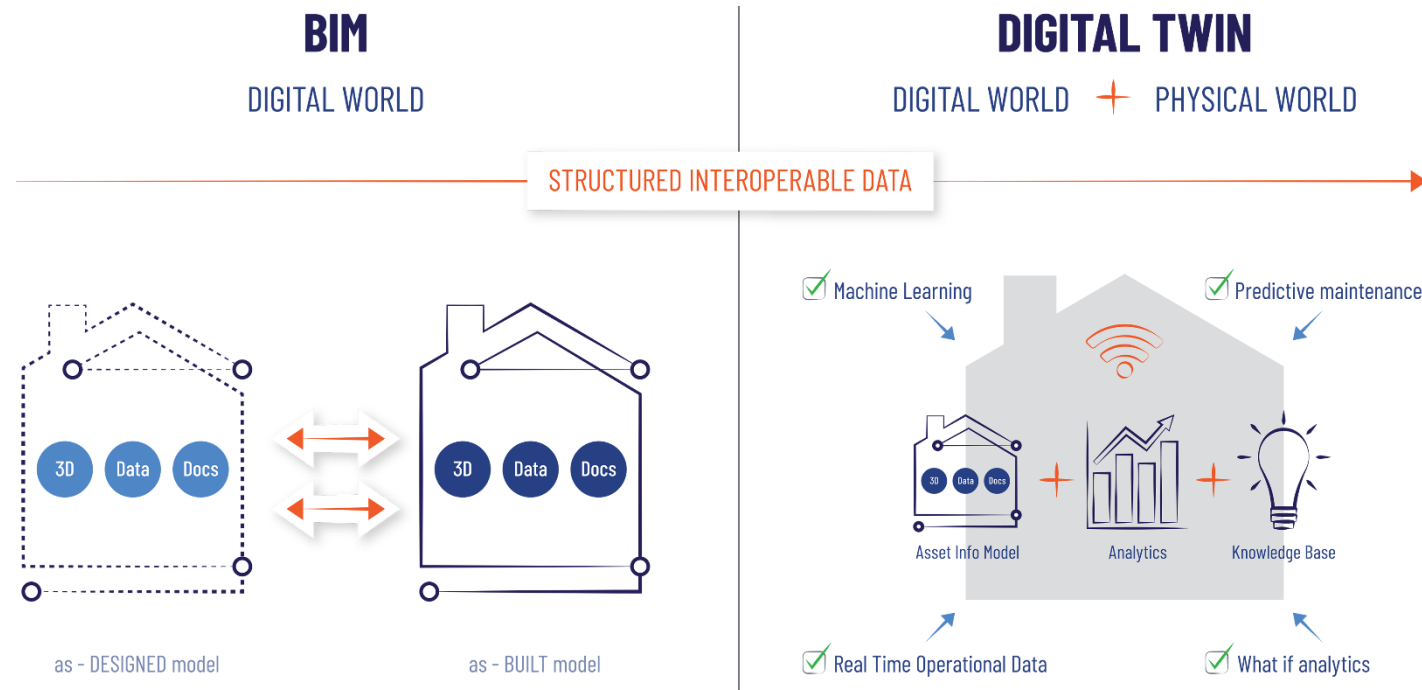 BIM
DIGITAL WORLD
DIGITAL TWIN
DIGITAL WORLD + PHYSICAL WORLD
STRUCTURED INTEROPERABLE DATA
3D Data Docs
as - DESIGNED model
3D Data Docs
as - BUILT model
Machine Learning
Predictive maintenance
3D Data Docs
Asset Info Model + Analytics + Knowledge Base
Real Time Operational Data
What if analytics